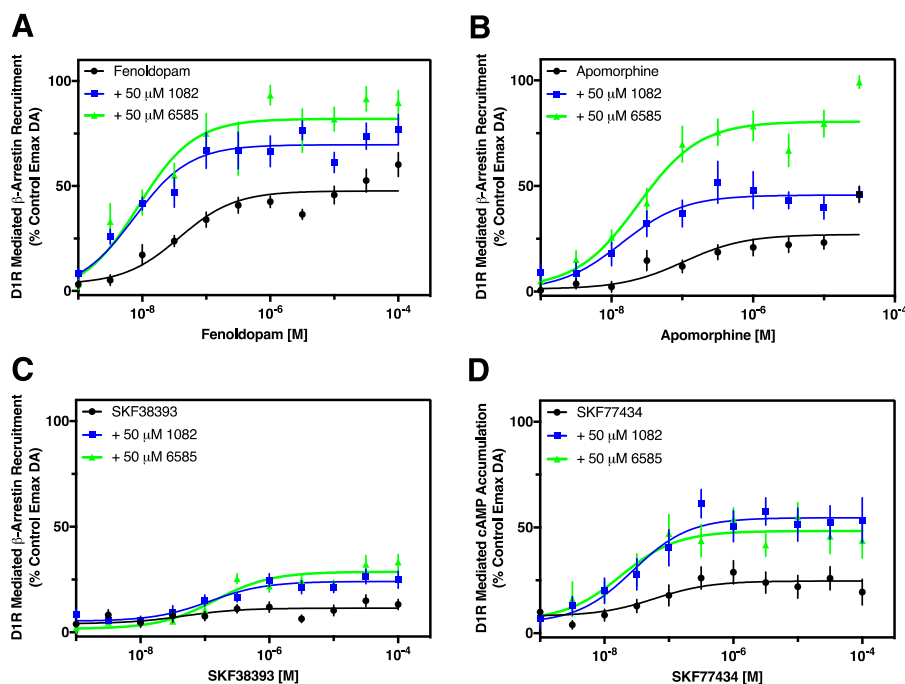 A
D1R Mediated β-Arrestin Recruitment
(% Control Emax DA)
100
50
0
Fenoldopam
+ 50 μM 1082
+ 50 μM 6585
10-8
10-6
10-4
Fenoldopam [M]
B
D1R Mediated β-Arrestin Recruitment
(% Control Emax DA)
100
50
0
Apomorphine
+ 50 μM 1082
+ 50 μM 6585
10-8
10-6
10-4
Apomorphine [M]
C
D1R Mediated β-Arrestin Recruitment
(% Control Emax DA)
100
50
0
SKF38393
+ 50 μM 1082
+ 50 μM 6585
10-8
10-6
10-4
SKF38393 [M]
D
D1R Mediated cAMP Accumulation
(% Control Emax DA)
100
50
0
SKF77434
+ 50 μM 1082
+ 50 μM 6585
10-8
10-6
10-4
SKF77434 [M]